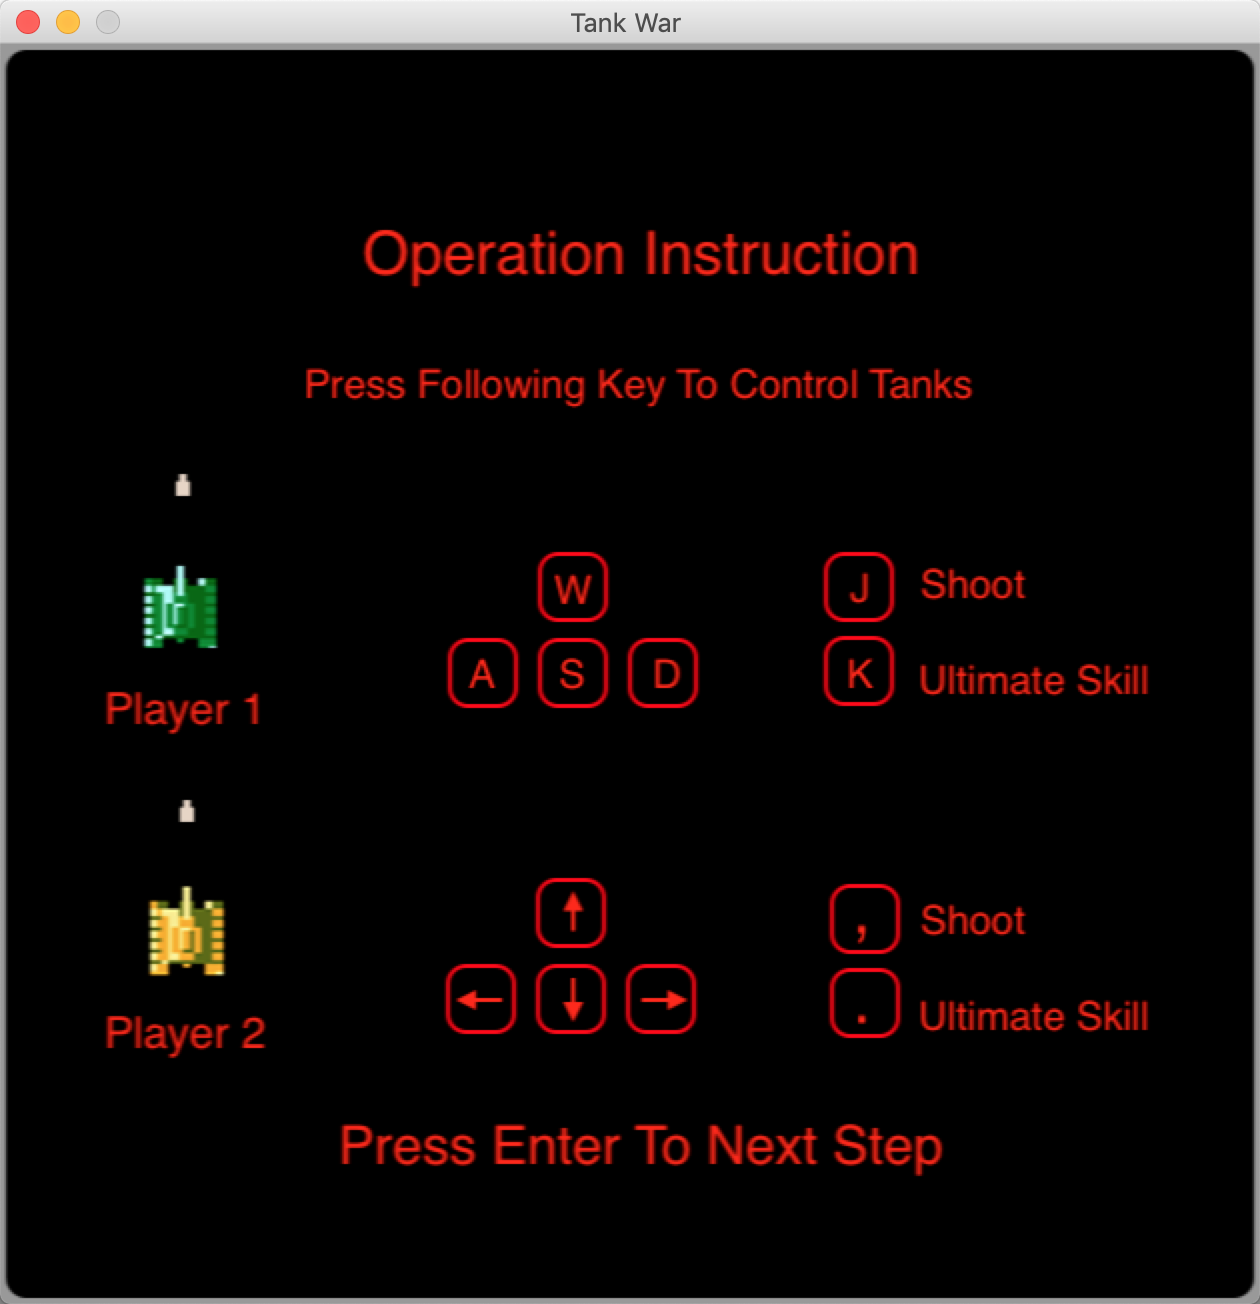 Tank War
Operation Instruction
Press Following Key To Control Tanks
W
J Shoot
A S D
K Ultimate Skill
Player 1
↑
, Shoot
← ↓ →
. Ultimate Skill
Player 2
Press Enter To Next Step